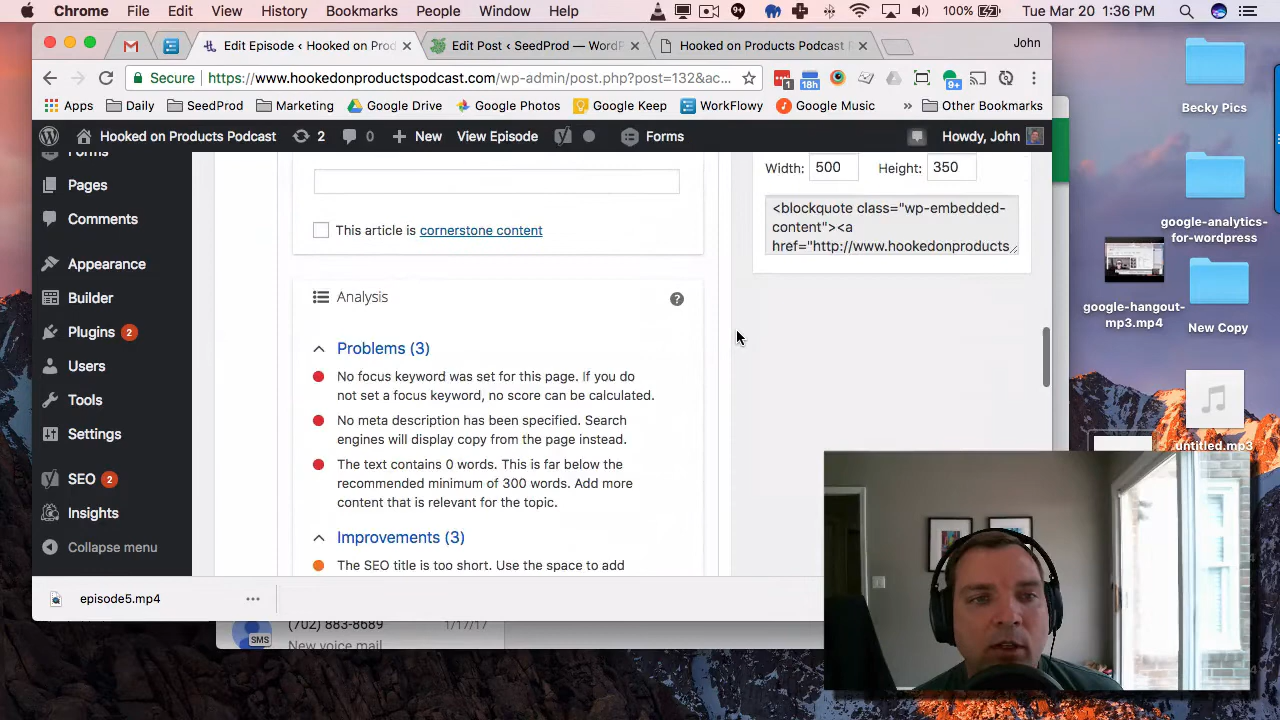 Chrome File Edit View History Bookmarks People Window Help
100% Tue Mar 20 1:36 PM
Edit Episode ‹ Hooked on Prod
Edit Post ‹ SeedProd — WordP
Hooked on Products Podcast P
John
Secure https://www.hookedonproductspodcast.com/wp-admin/post.php?post=132&ac...
1
18h
9+
Apps Daily SeedProd Marketing Google Drive Google Photos Google Keep WorkFlowy Google Music » Other Bookmarks
Hooked on Products Podcast 2 0 New View Episode Forms Howdy, John
Forms
Pages
Comments
Appearance
Builder
Plugins 2
Users
Tools
Settings
SEO 2
Insights
Collapse menu
This article is cornerstone content
Analysis
Problems (3)
No focus keyword was set for this page. If you do
not set a focus keyword, no score can be calculated.
No meta description has been specified. Search
engines will display copy from the page instead.
The text contains 0 words. This is far below the
recommended minimum of 300 words. Add more
content that is relevant for the topic.
Improvements (3)
The SEO title is too short. Use the space to add
Width: 500 Height: 350
<blockquote class="wp-embedded-
content"><a
href="http://www.hookedonproducts
episode5.mp4
(702) 883-8689 1/17/17
SMS
New voice mail
Becky Pics
google-analytics-
for-wordpress
google-hangout-
mp3.mp4
New Copy
untitled.mp3